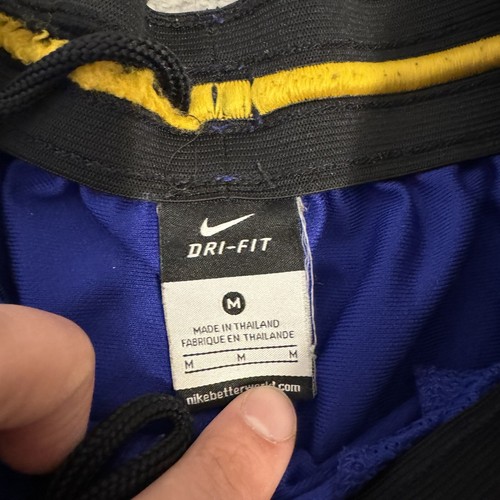 DRI-FIT
M
MADE IN THAILAND
FABRIQUE EN THAILANDE
M M M
nikebetterworld.com